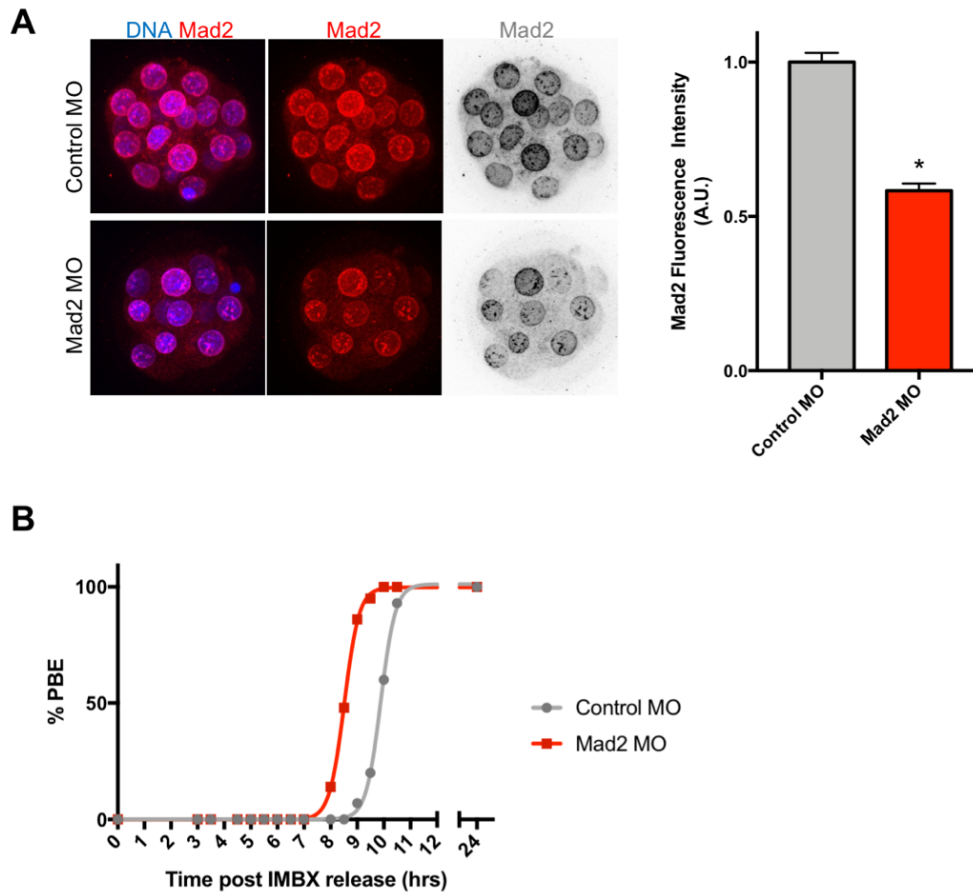 A
DNA Mad2
Mad2
Mad2
Control MO
Mad2 MO
Mad2 Fluorescence Intensity
(A.U.)
1.0
0.5
0.0
*
Control MO
Mad2 MO
B
% PBE
100
50
0
0 1 2 3 4 5 6 7 8 9 10 11 12 24
Time post IMBX release (hrs)
Control MO
Mad2 MO